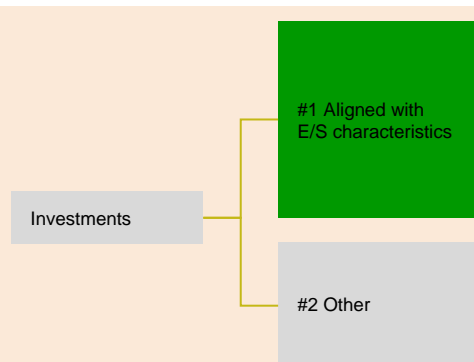 #1 Aligned with
E/S characteristics
Investments
#2 Other